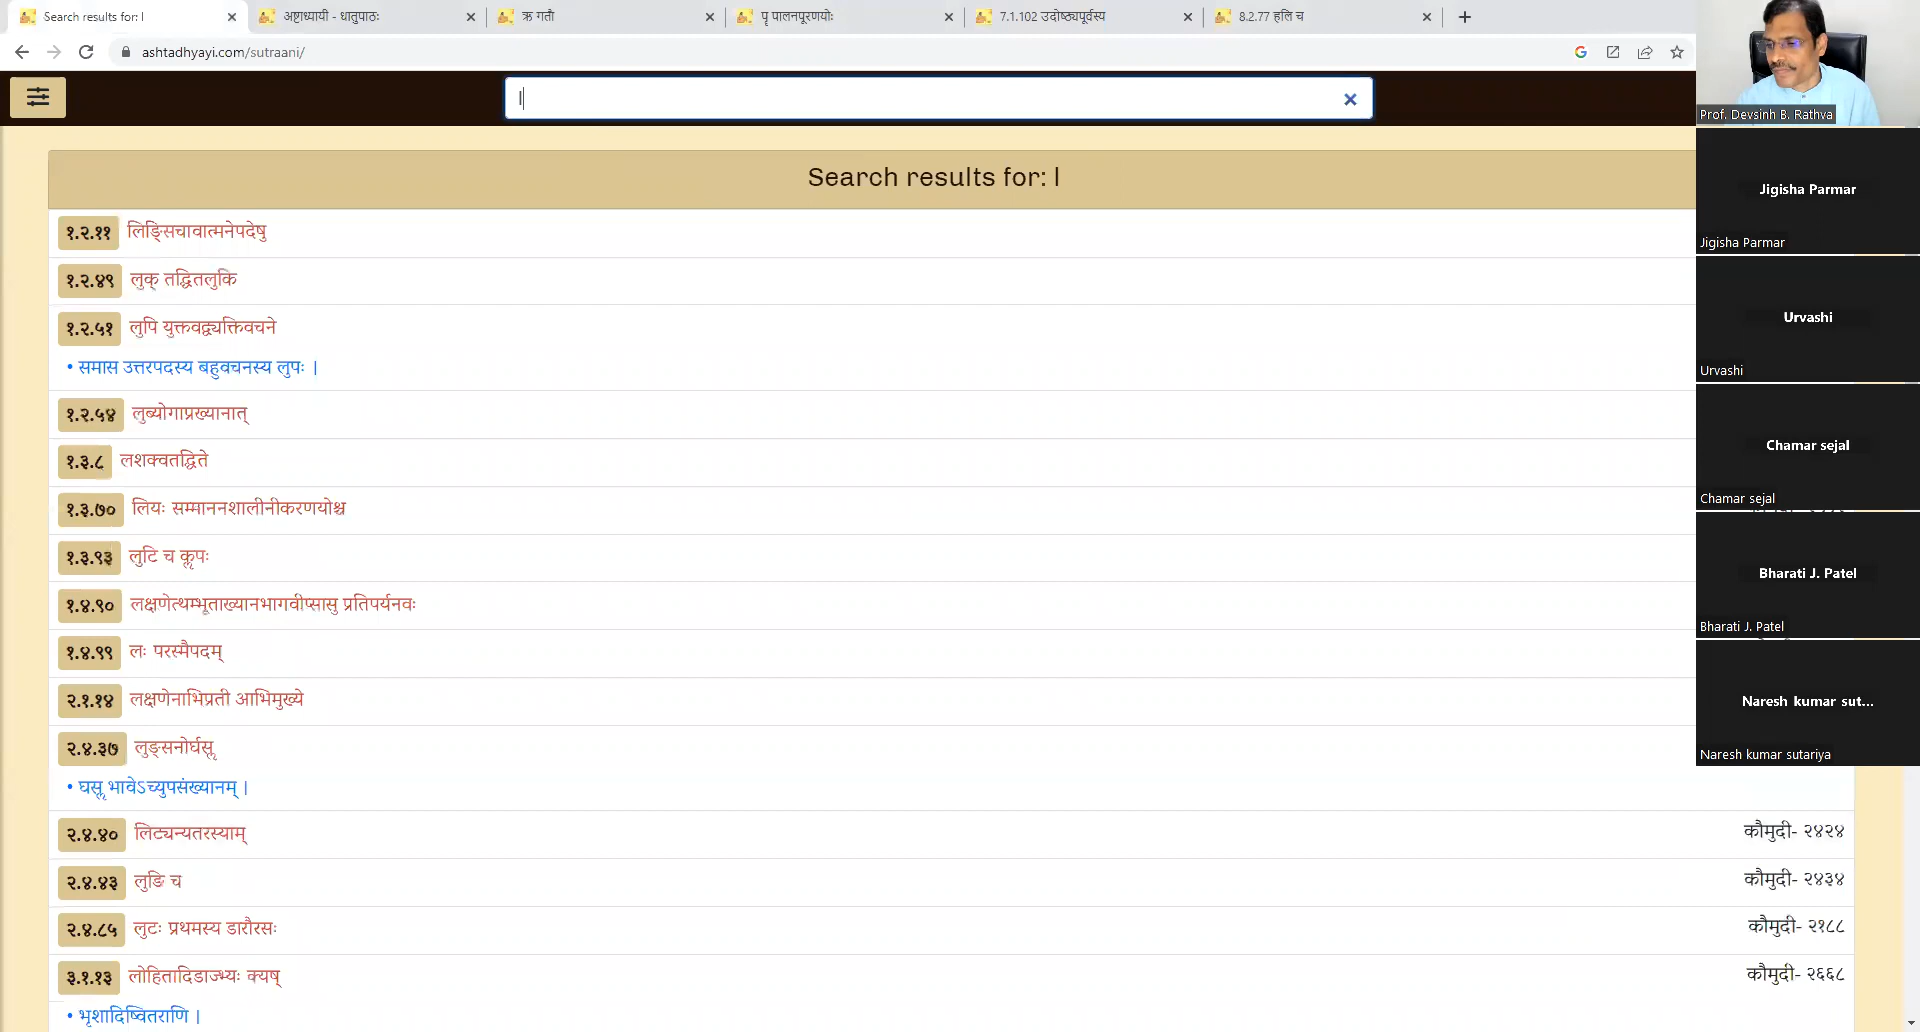 Search results for: l
अष्टाध्यायी - धातुपाठः
ऋ गतौ
पॄ पालनपूरणयोः
7.1.102 उदोष्ठ्यपूर्वस्य
8.2.77 हलि च
ashtadhyayi.com/sutraani/
l
Search results for: l
१.२.११ लिङ्सिचावात्मनेपदेषु
१.२.४९ लुक् तद्धितलुकि
१.२.५१ लुपि युक्तवद्व्यक्तिवचने
• समास उत्तरपदस्य बहुवचनस्य लुपः |
१.२.५४ लुब्योगाप्रख्यानात्
१.३.८ लशक्वतद्धिते
१.३.७० लियः सम्माननशालीनीकरणयोश्च
१.३.९३ लुटि च कॢपः
१.४.९० लक्षणेत्थम्भूताख्यानभागवीप्सासु प्रतिपर्यनवः
१.४.९९ लः परस्मैपदम्
२.१.१४ लक्षणेनाभिप्रती आभिमुख्ये
२.४.३७ लुङ्सनोर्घसॢ
• घसॢ भावेऽच्युपसंख्यानम् |
२.४.४० लिट्यन्यतरस्याम् कौमुदी- २४२४
२.४.४३ लुङि च कौमुदी- २४३४
२.४.८५ लुटः प्रथमस्य डारौरसः कौमुदी- २१८८
३.१.१३ लोहितादिडाज्भ्यः क्यष् कौमुदी- २६६८
• भृशादिष्वितराणि |
Prof. Devsinh B. Rathva
Jigisha Parmar
Jigisha Parmar
Urvashi
Urvashi
Chamar sejal
Chamar sejal
Bharati J. Patel
Bharati J. Patel
Naresh kumar sut...
Naresh kumar sutariya